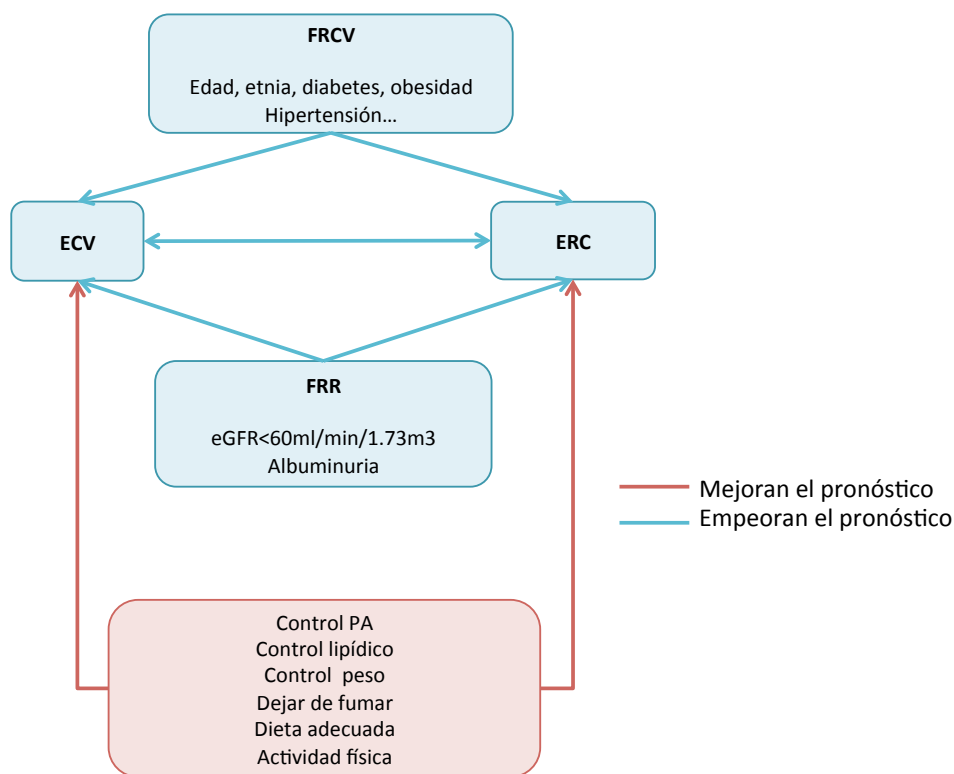 FRCV
Edad, etnia, diabetes, obesidad
Hipertensión...
ECV
ERC
FRR
eGFR<60ml/min/1.73m3
Albuminuria
Mejoran el pronóstico
Empeoran el pronóstico
Control PA
Control lipídico
Control peso
Dejar de fumar
Dieta adecuada
Actividad física